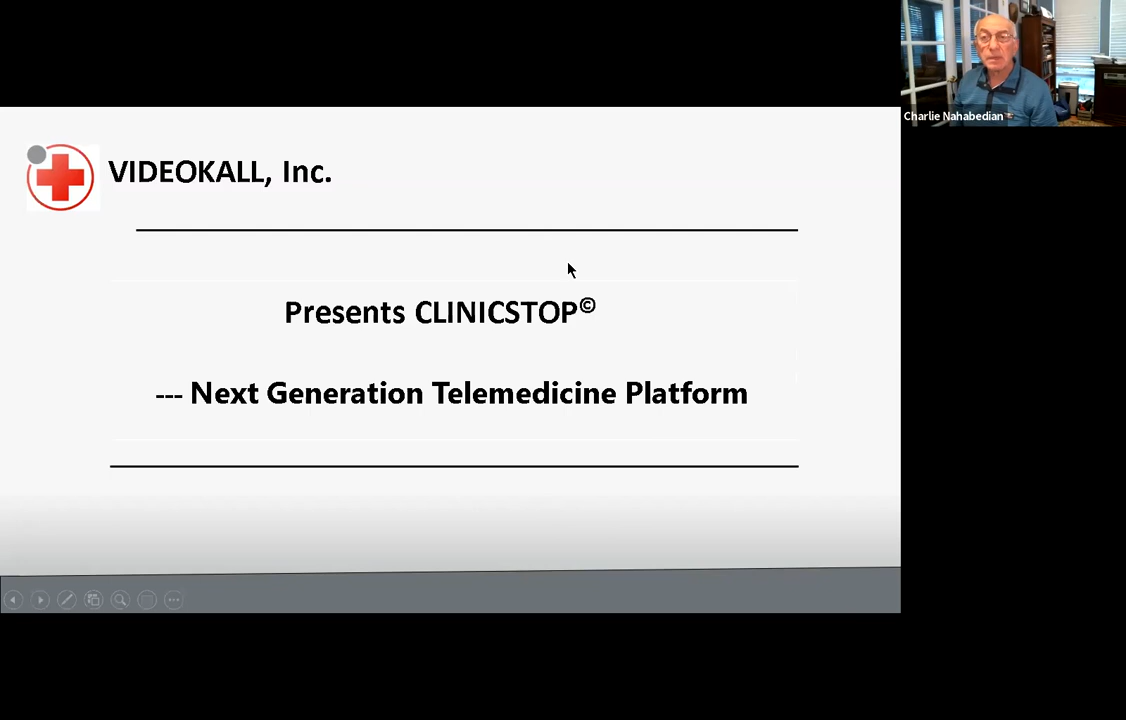 Charlie Nahabedian
VIDEOKALL, Inc.
Presents CLINICSTOP©
--- Next Generation Telemedicine Platform